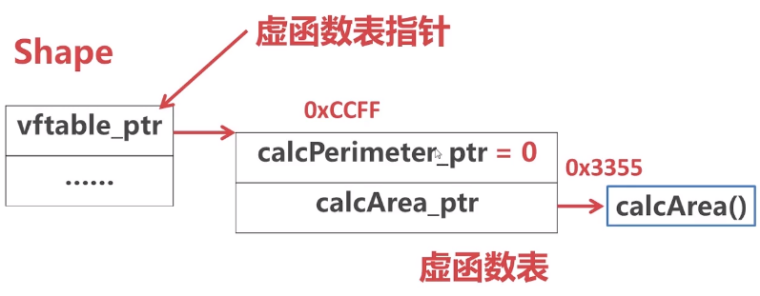 虚函数表指针
Shape
0xCCFF
vftable_ptr
calcPerimeter_ptr = 0
0x3355
......
calcArea_ptr
calcArea()
虚函数表